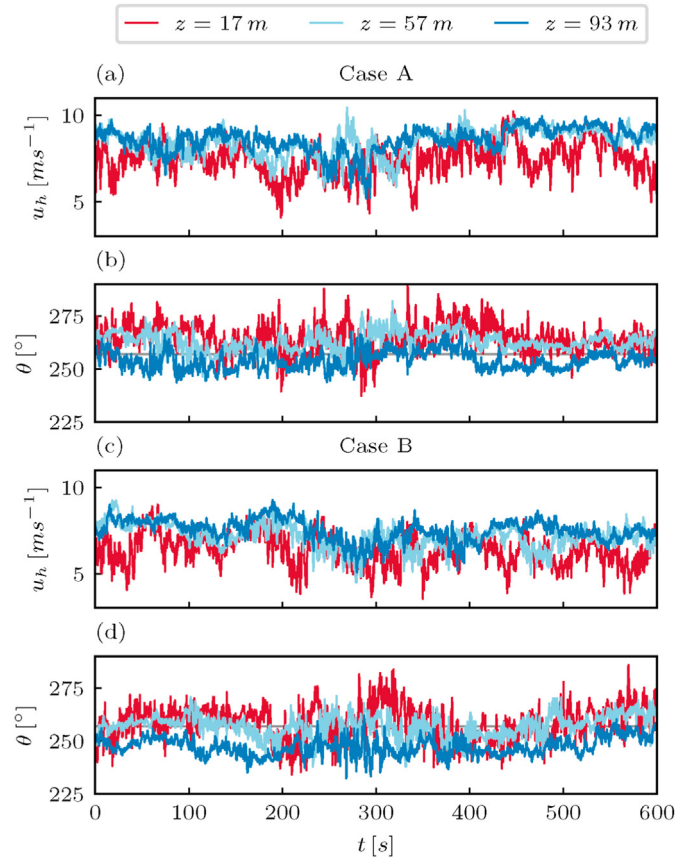 z = 17 m z = 57 m z = 93 m
(a) Case A
10
5
u_h [ms^{-1}]
(b)
275
250
225
θ [°]
(c) Case B
10
5
u_h [ms^{-1}]
(d)
275
250
225
θ [°]
0 100 200 300 400 500 600
t [s]